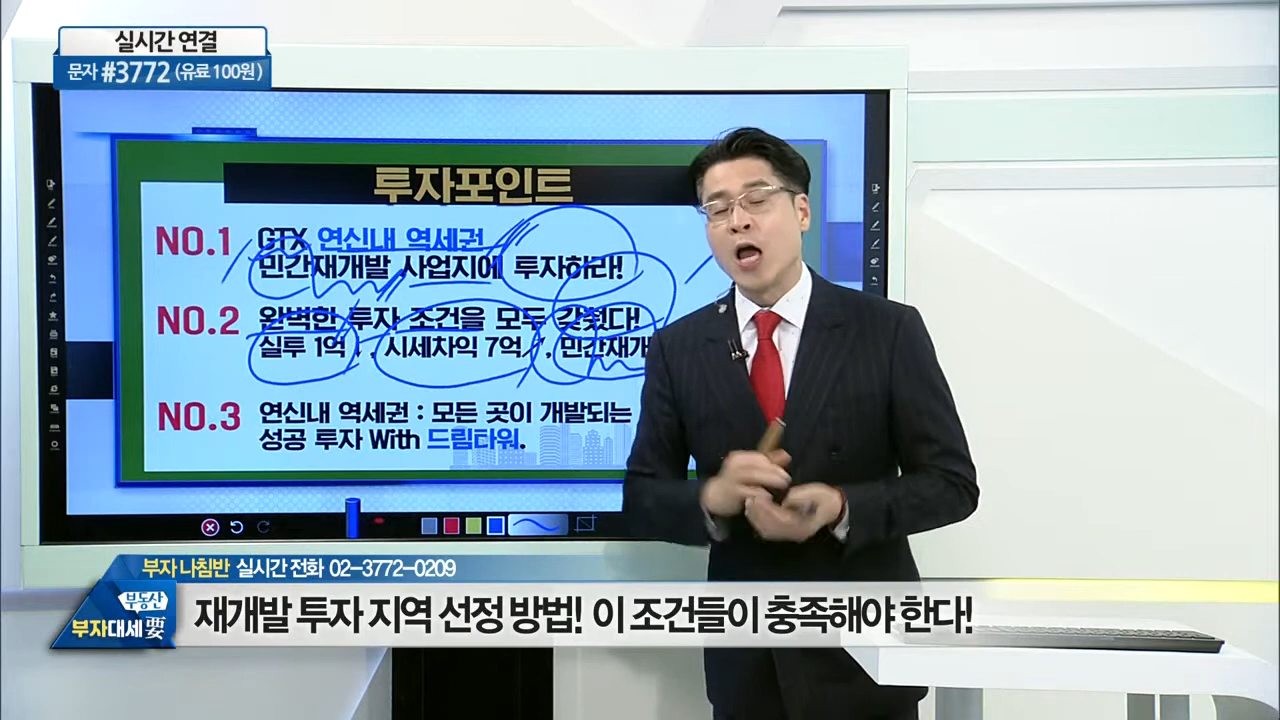 실시간 연결
문자 #3772 (유료 100원)
투자포인트
NO.1 GTX 연신내 역세권
민간재개발 사업지에 투자하라!
NO.2 완벽한 투자 조건을 모두 갖췄다!
실투 1억↓, 시세차익 7억↗, 민간재개
NO.3 연신내 역세권 : 모든 곳이 개발되는
성공 투자 With 드림타워.
부자 나침반 실시간 전화 02-3772-0209
부동산
부자대세 要
재개발 투자 지역 선정 방법! 이 조건들이 충족해야 한다!